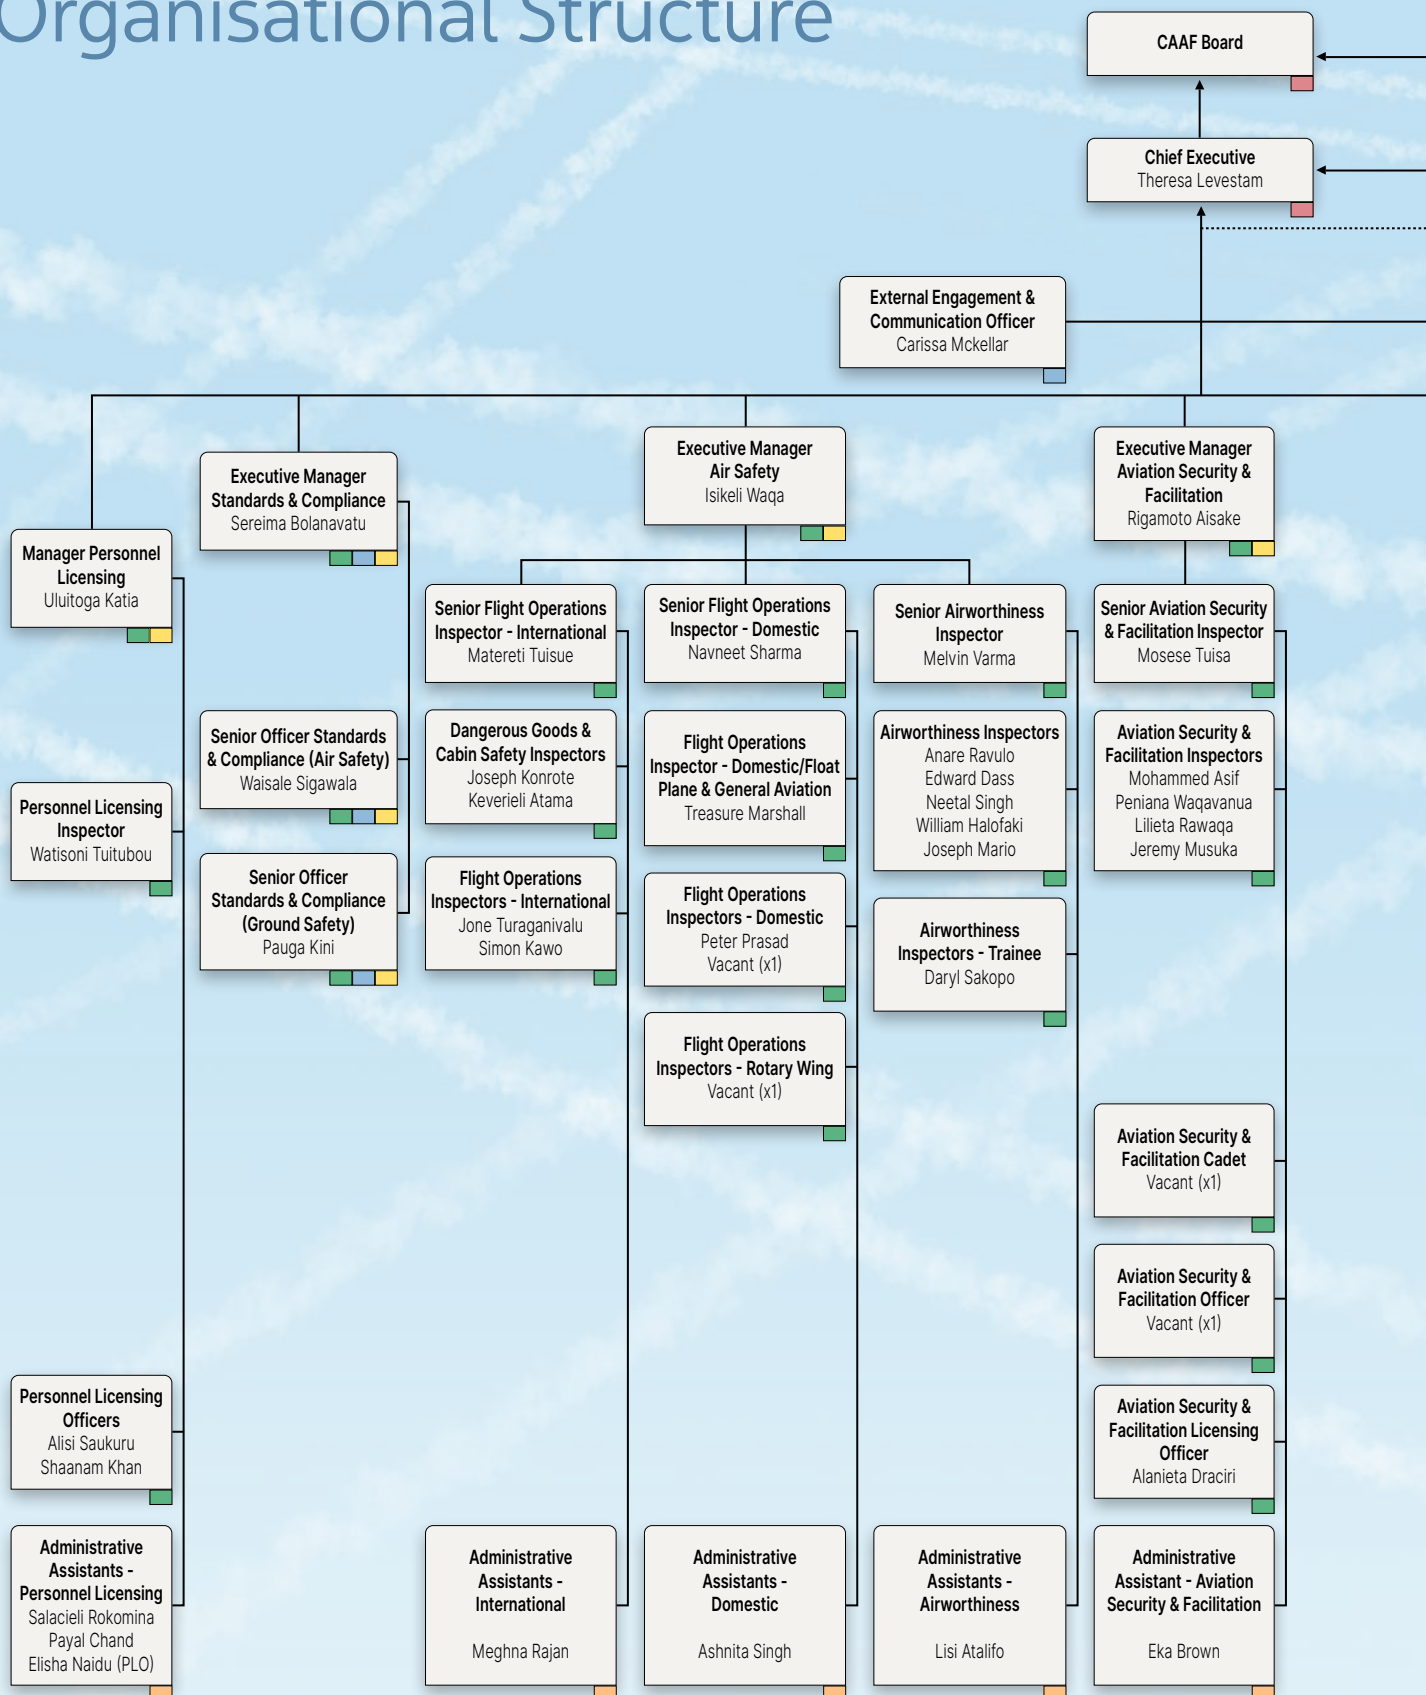 Organisational Structure
CAAF Board
Chief Executive
Theresa Levestam
External Engagement &
Communication Officer
Carissa Mckellar
Manager Personnel
Licensing
Uluitoga Katia
Personnel Licensing
Inspector
Watisoni Tuitubou
Personnel Licensing
Officers
Alisi Saukuru
Shaanam Khan
Administrative
Assistants -
Personnel Licensing
Salacieli Rokomina
Payal Chand
Elisha Naidu (PLO)
Executive Manager
Standards & Compliance
Sereima Bolanavatu
Senior Officer Standards
& Compliance (Air Safety)
Waisale Sigawala
Senior Officer
Standards & Compliance
(Ground Safety)
Pauga Kini
Executive Manager
Air Safety
Isikeli Waqa
Senior Flight Operations
Inspector - International
Matereti Tuisue
Dangerous Goods &
Cabin Safety Inspectors
Joseph Konrote
Keverieli Atama
Flight Operations
Inspectors - International
Jone Turaganivalu
Simon Kawo
Administrative
Assistants -
International
Meghna Rajan
Senior Flight Operations
Inspector - Domestic
Navneet Sharma
Flight Operations
Inspector - Domestic/Float
Plane & General Aviation
Treasure Marshall
Flight Operations
Inspectors - Domestic
Peter Prasad
Vacant (x1)
Flight Operations
Inspectors - Rotary Wing
Vacant (x1)
Administrative
Assistants -
Domestic
Ashnita Singh
Senior Airworthiness
Inspector
Melvin Varma
Airworthiness Inspectors
Anare Ravulo
Edward Dass
Neetal Singh
William Halofaki
Joseph Mario
Airworthiness
Inspectors - Trainee
Daryl Sakopo
Administrative
Assistants -
Airworthiness
Lisi Atalifo
Executive Manager
Aviation Security &
Facilitation
Rigamoto Aisake
Senior Aviation Security
& Facilitation Inspector
Mosese Tuisa
Aviation Security &
Facilitation Inspectors
Mohammed Asif
Peniana Waqavanua
Lilieta Rawaqa
Jeremy Musuka
Aviation Security &
Facilitation Cadet
Vacant (x1)
Aviation Security &
Facilitation Officer
Vacant (x1)
Aviation Security &
Facilitation Licensing
Officer
Alanieta Draciri
Administrative
Assistant - Aviation
Security & Facilitation
Eka Brown